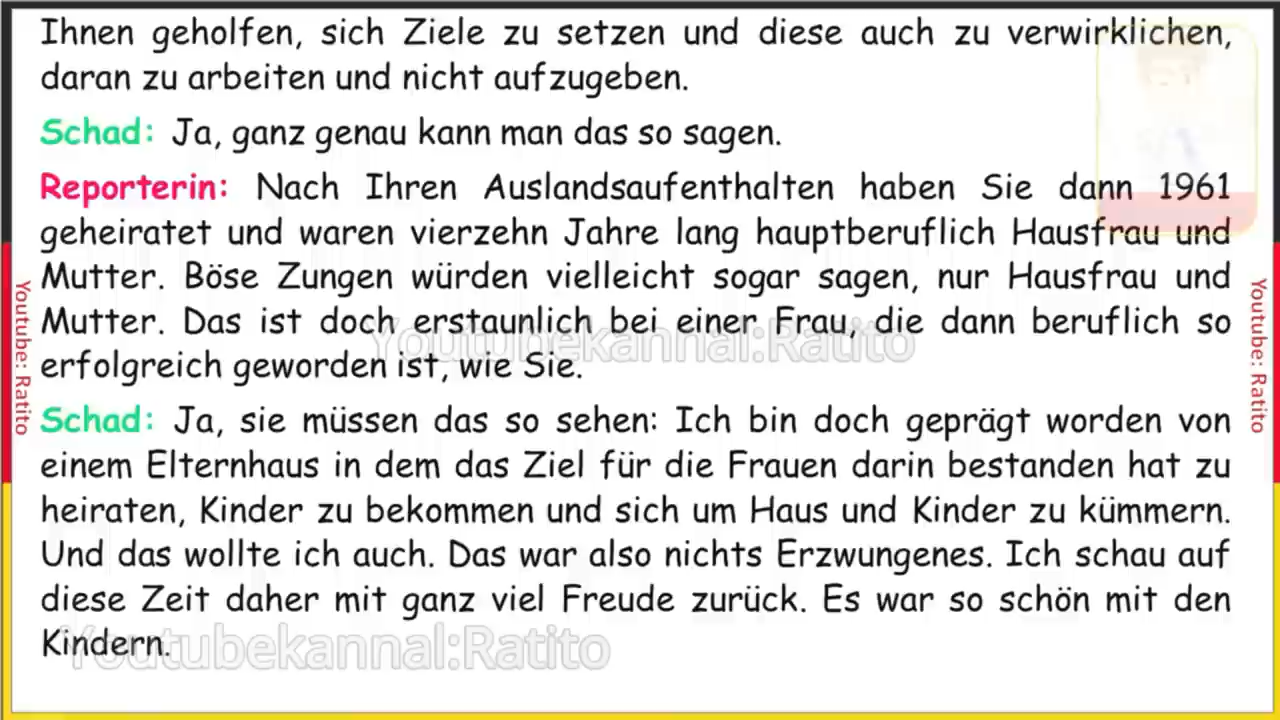 Ihnen geholfen, sich Ziele zu setzen und diese auch zu verwirklichen,
daran zu arbeiten und nicht aufzugeben.
Schad: Ja, ganz genau kann man das so sagen.
Reporterin: Nach Ihren Auslandsaufenthalten haben Sie dann 1961
geheiratet und waren vierzehn Jahre lang hauptberuflich Hausfrau und
Mutter. Böse Zungen würden vielleicht sogar sagen, nur Hausfrau und
Mutter. Das ist doch erstaunlich bei einer Frau, die dann beruflich so
erfolgreich geworden ist, wie Sie.
Schad: Ja, sie müssen das so sehen: Ich bin doch geprägt worden von
einem Elternhaus in dem das Ziel für die Frauen darin bestanden hat zu
heiraten, Kinder zu bekommen und sich um Haus und Kinder zu kümmern.
Und das wollte ich auch. Das war also nichts Erzwungenes. Ich schau auf
diese Zeit daher mit ganz viel Freude zurück. Es war so schön mit den
Kindern.
Youtube: Ratito
Youtube: Ratito
Youtubekannal:Ratito
Youtubekannal:Ratito